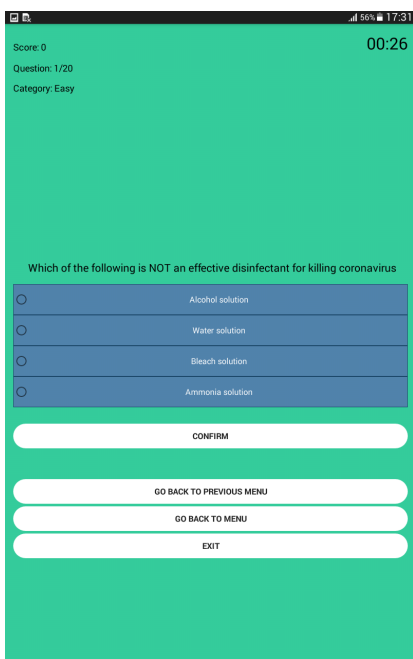 56% 17:31
Score: 0
00:26
Question: 1/20
Category: Easy
Which of the following is NOT an effective disinfectant for killing coronavirus
Alcohol solution
Water solution
Bleach solution
Ammonia solution
CONFIRM
GO BACK TO PREVIOUS MENU
GO BACK TO MENU
EXIT